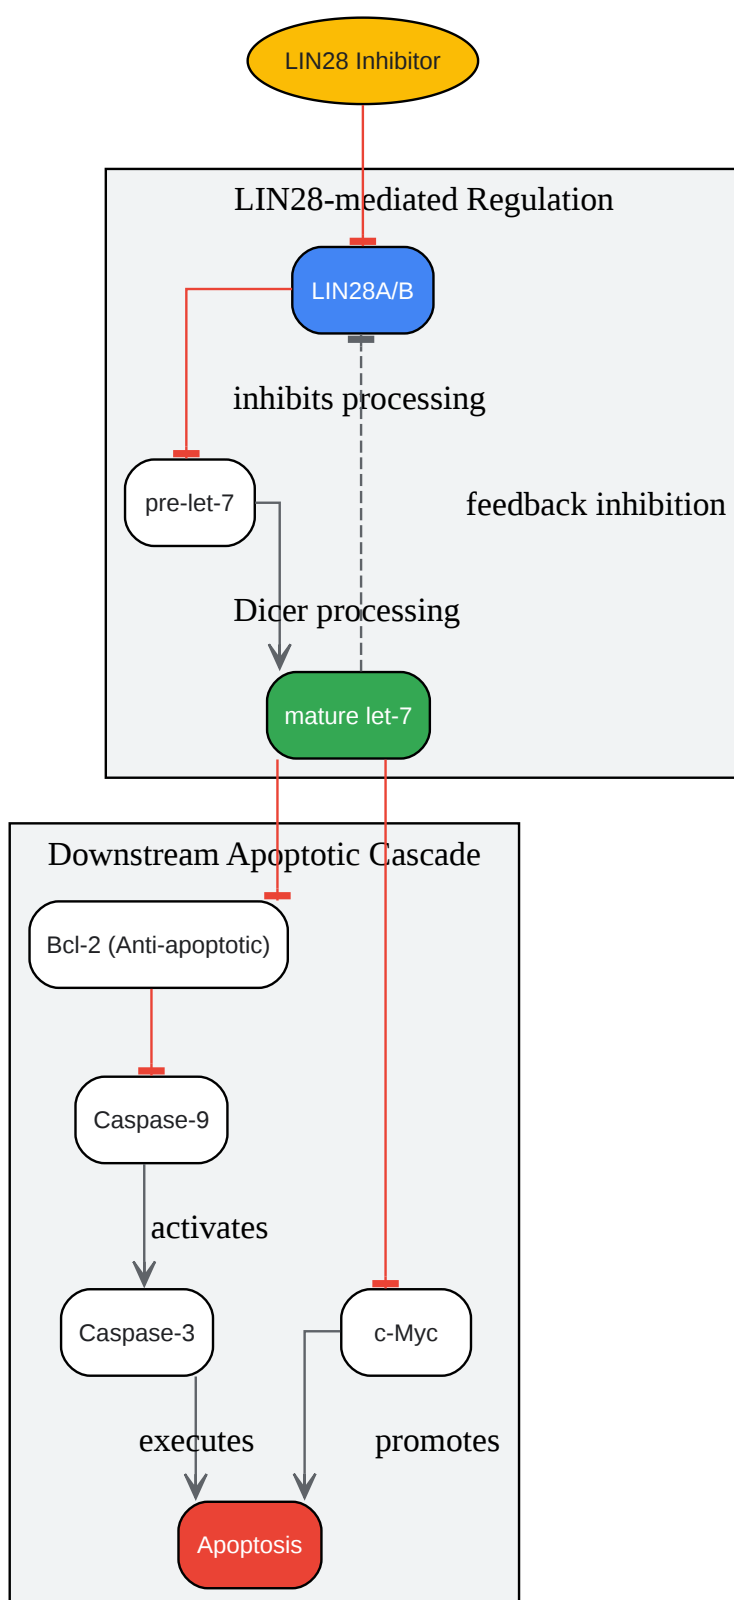 LIN28 Inhibitor
LIN28-mediated Regulation
LIN28A/B
inhibits processing
pre-let-7
feedback inhibition
Dicer processing
mature let-7
Downstream Apoptotic Cascade
Bcl-2 (Anti-apoptotic)
Caspase-9
activates
Caspase-3
c-Myc
executes
promotes
Apoptosis